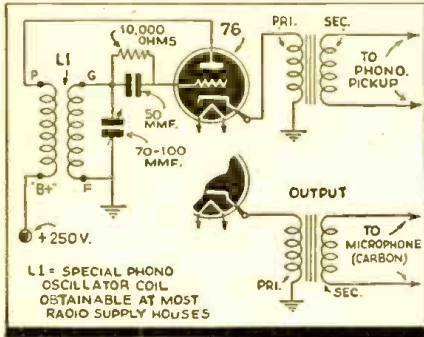 10,000
OHMS
76
PRI.
SEC.
L1
P
G
TO
PHONO.
PICKUP
50
MMF.
70-100
MMF.
"B+"
F
OUTPUT
+250 V.
TO
MICROPHONE
(CARBON)
L1 = SPECIAL PHONO
OSCILLATOR COIL
OBTAINABLE AT MOST
RADIO SUPPLY HOUSES
PRI.
SEC.